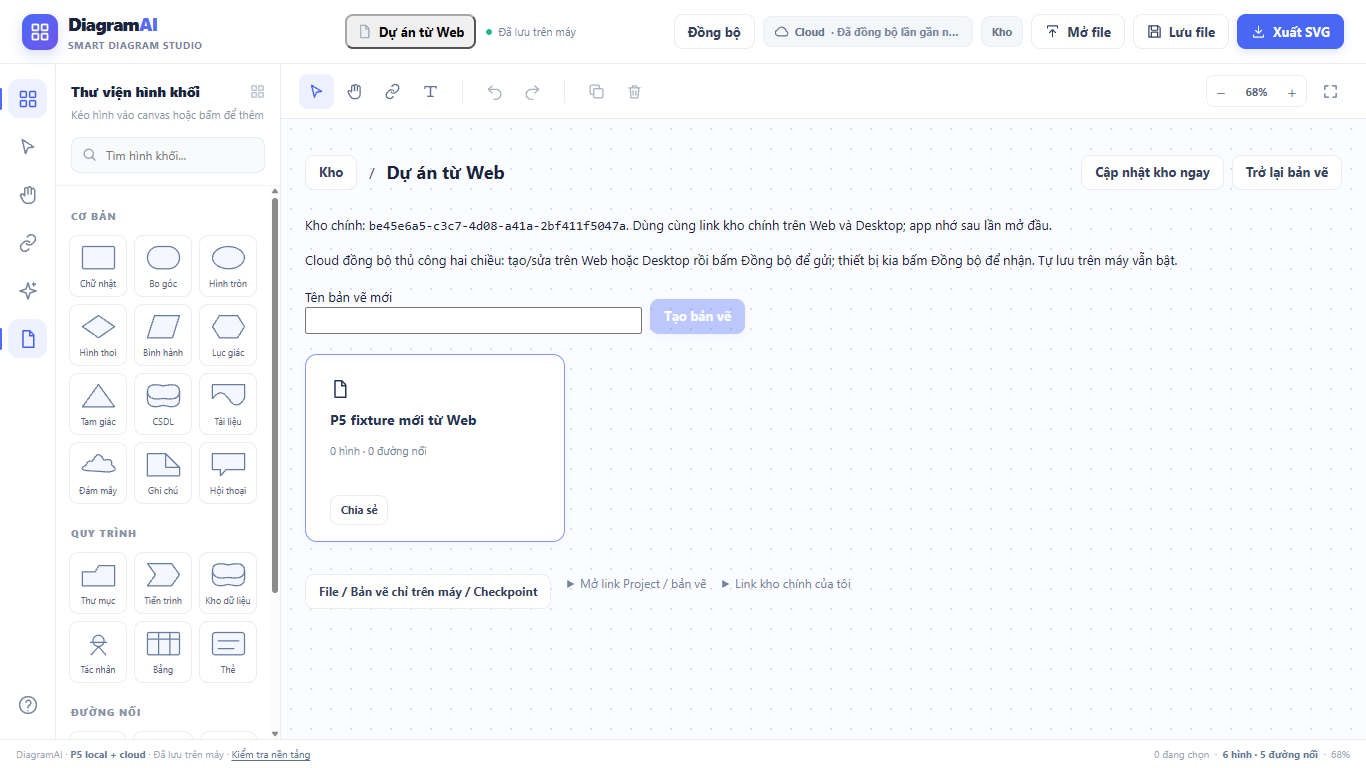 DiagramAI
SMART DIAGRAM STUDIO
Dự án từ Web
Đã lưu trên máy
Đồng bộ
Cloud · Đã đồng bộ lần gần n...
Kho
Mở file
Lưu file
Xuất SVG
Thư viện hình khối
Kéo hình vào canvas hoặc bấm để thêm
Tìm hình khối...
CƠ BẢN
Chữ nhật
Bo góc
Hình tròn
Hình thoi
Bình hành
Lục giác
Tam giác
CSDL
Tài liệu
Đám mây
Ghi chú
Hội thoại
QUY TRÌNH
Thư mục
Tiến trình
Kho dữ liệu
Tác nhân
Bảng
Thẻ
ĐƯỜNG NỐI
68%
Kho / Dự án từ Web
Cập nhật kho ngay
Trở lại bản vẽ
Kho chính: be45e6a5-c3c7-4d08-a41a-2bf411f5047a. Dùng cùng link kho chính trên Web và Desktop; app nhớ sau lần mở đầu.
Cloud đồng bộ thủ công hai chiều: tạo/sửa trên Web hoặc Desktop rồi bấm Đồng bộ để gửi; thiết bị kia bấm Đồng bộ để nhận. Tự lưu trên máy vẫn bật.
Tên bản vẽ mới
Tạo bản vẽ
P5 fixture mới từ Web
0 hình · 0 đường nối
Chia sẻ
File / Bản vẽ chỉ trên máy / Checkpoint
Mở link Project / bản vẽ
Link kho chính của tôi
DiagramAI · P5 local + cloud · Đã lưu trên máy · Kiểm tra nền tảng
0 đang chọn · 6 hình · 5 đường nối · 68%